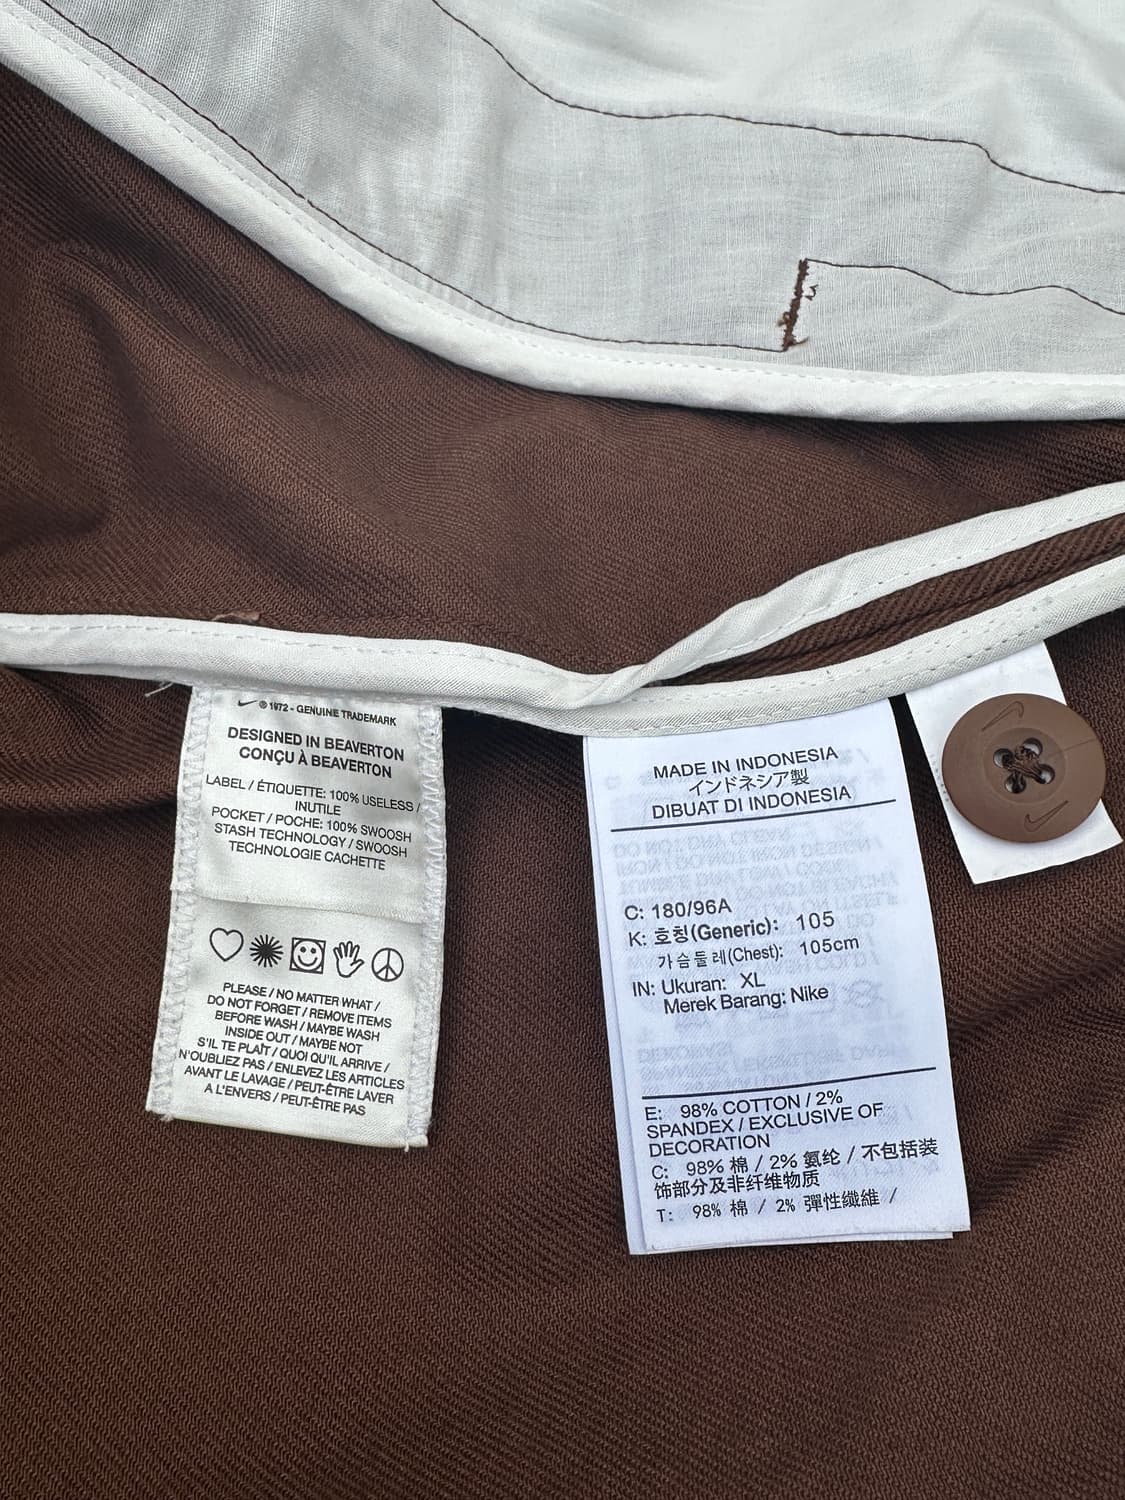 ® 1972 - GENUINE TRADEMARK
DESIGNED IN BEAVERTON
CONÇU À BEAVERTON
LABEL / ÉTIQUETTE: 100% USELESS /
INUTILE
POCKET / POCHE: 100% SWOOSH
STASH TECHNOLOGY / SWOOSH
TECHNOLOGIE CACHETTE
PLEASE / NO MATTER WHAT /
DO NOT FORGET / REMOVE ITEMS
BEFORE WASH / MAYBE WASH
INSIDE OUT / MAYBE NOT
S'IL TE PLAÎT / QUOI QU'IL ARRIVE /
N'OUBLIEZ PAS / ENLEVEZ LES ARTICLES
AVANT LE LAVAGE / PEUT-ÊTRE LAVER
A L'ENVERS / PEUT-ÊTRE PAS
MADE IN INDONESIA
インドネシア製
DIBUAT DI INDONESIA
C: 180/96A
K: 호칭(Generic): 105
가슴둘레(Chest): 105cm
IN: Ukuran: XL
Merek Barang: Nike
E: 98% COTTON / 2%
SPANDEX / EXCLUSIVE OF
DECORATION
C: 98% 棉 / 2% 氨纶 / 不包括装
饰部分及非纤维物质
T: 98% 棉 / 2% 彈性纖維 /